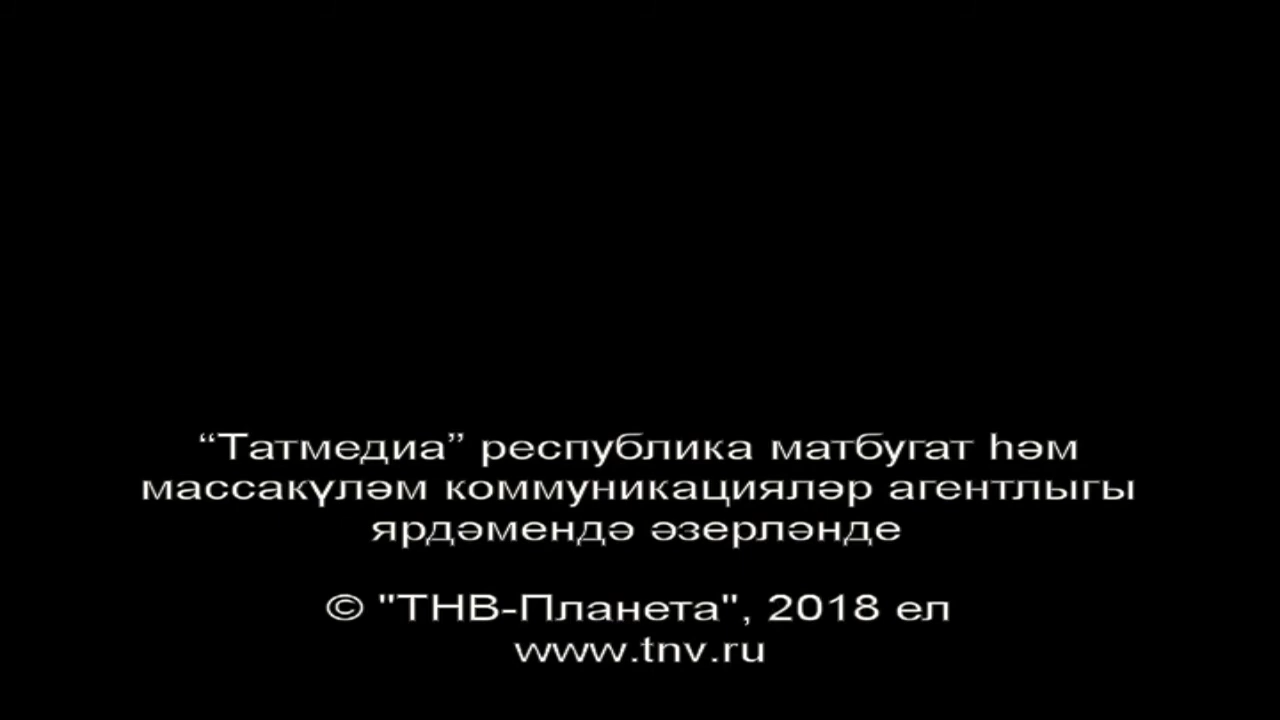 “Татмедиа” республика матбугат һәм
массакүләм коммуникацияләр агентлыгы
ярдәмендә әзерләнде
© "ТНВ-Планета", 2018 ел
www.tnv.ru